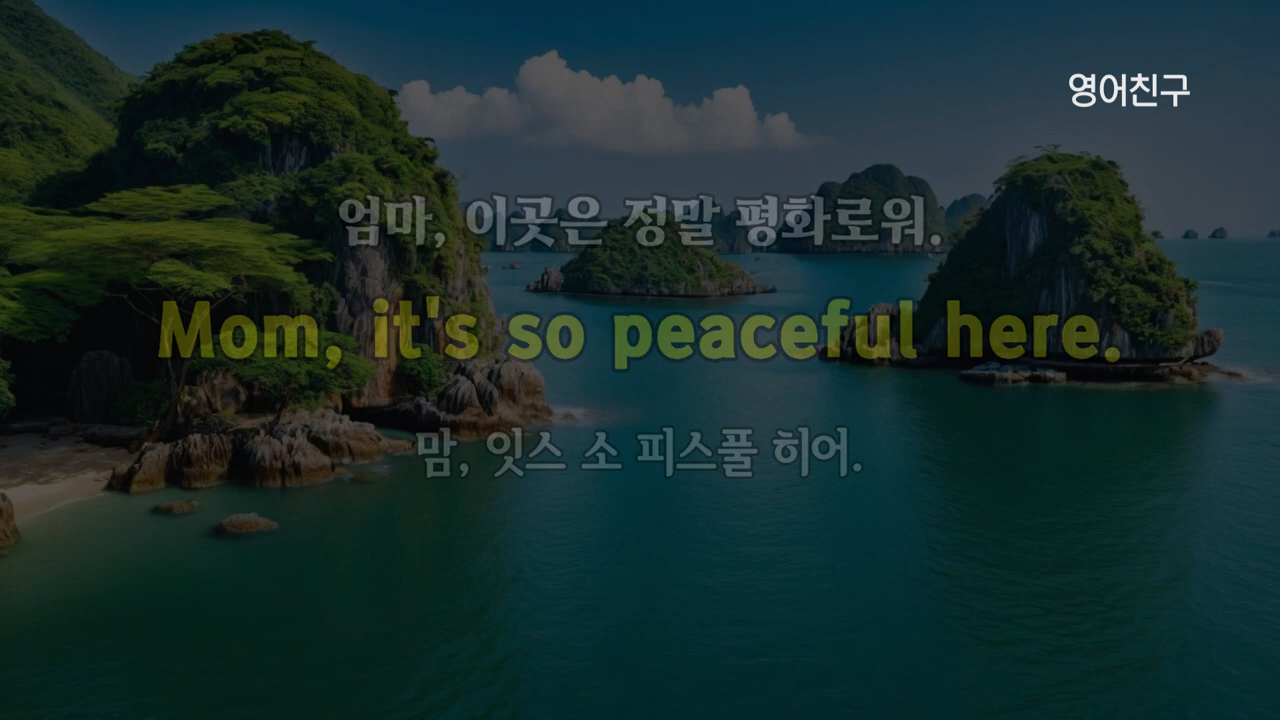 영어친구
엄마, 이곳은 정말 평화로워.
Mom, it's so peaceful here.
맘, 잇스 소 피스풀 히어.